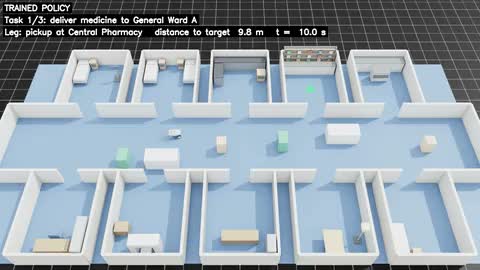 TRAINED POLICY
Task 1/3: deliver medicine to General Ward A
Leg: pickup at Central Pharmacy distance to target 9.8 m t = 10.0 s